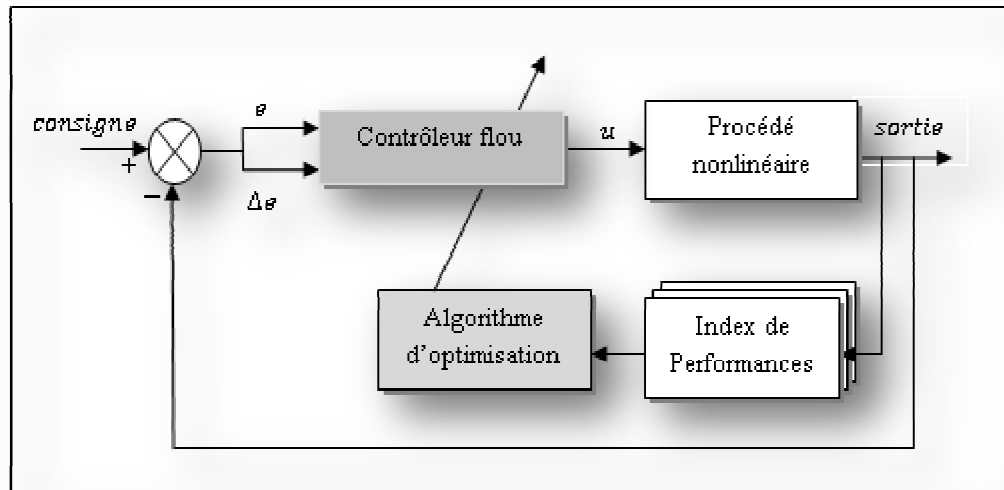 consigne
+
−
e
Δe
Contrôleur flou
u
Procédé
nonlinéaire
sortie
Algorithme
d'optimisation
Index de
Performances